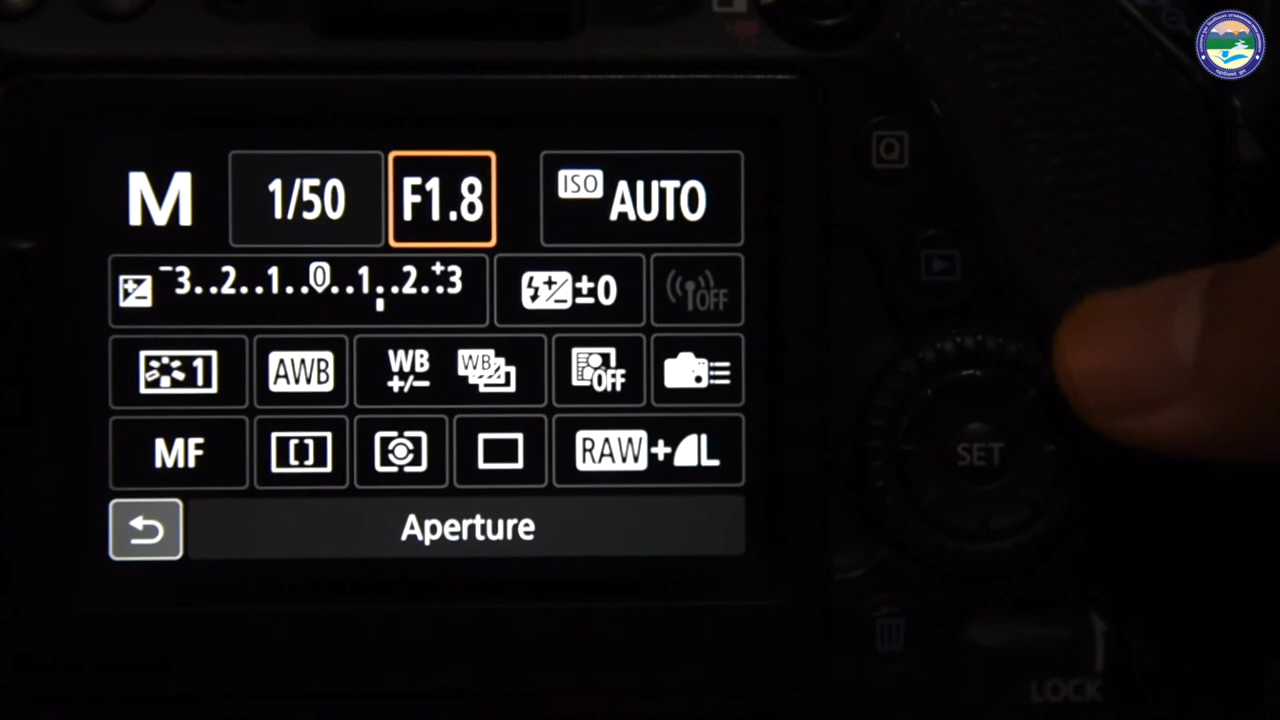 Q
M 1/50 F1.8 ISO AUTO
-3..2..1..0..1..2..+3 ±0 OFF
1 AWB WB +/- WB OFF
MF RAW+L
SET
Aperture
LOCK